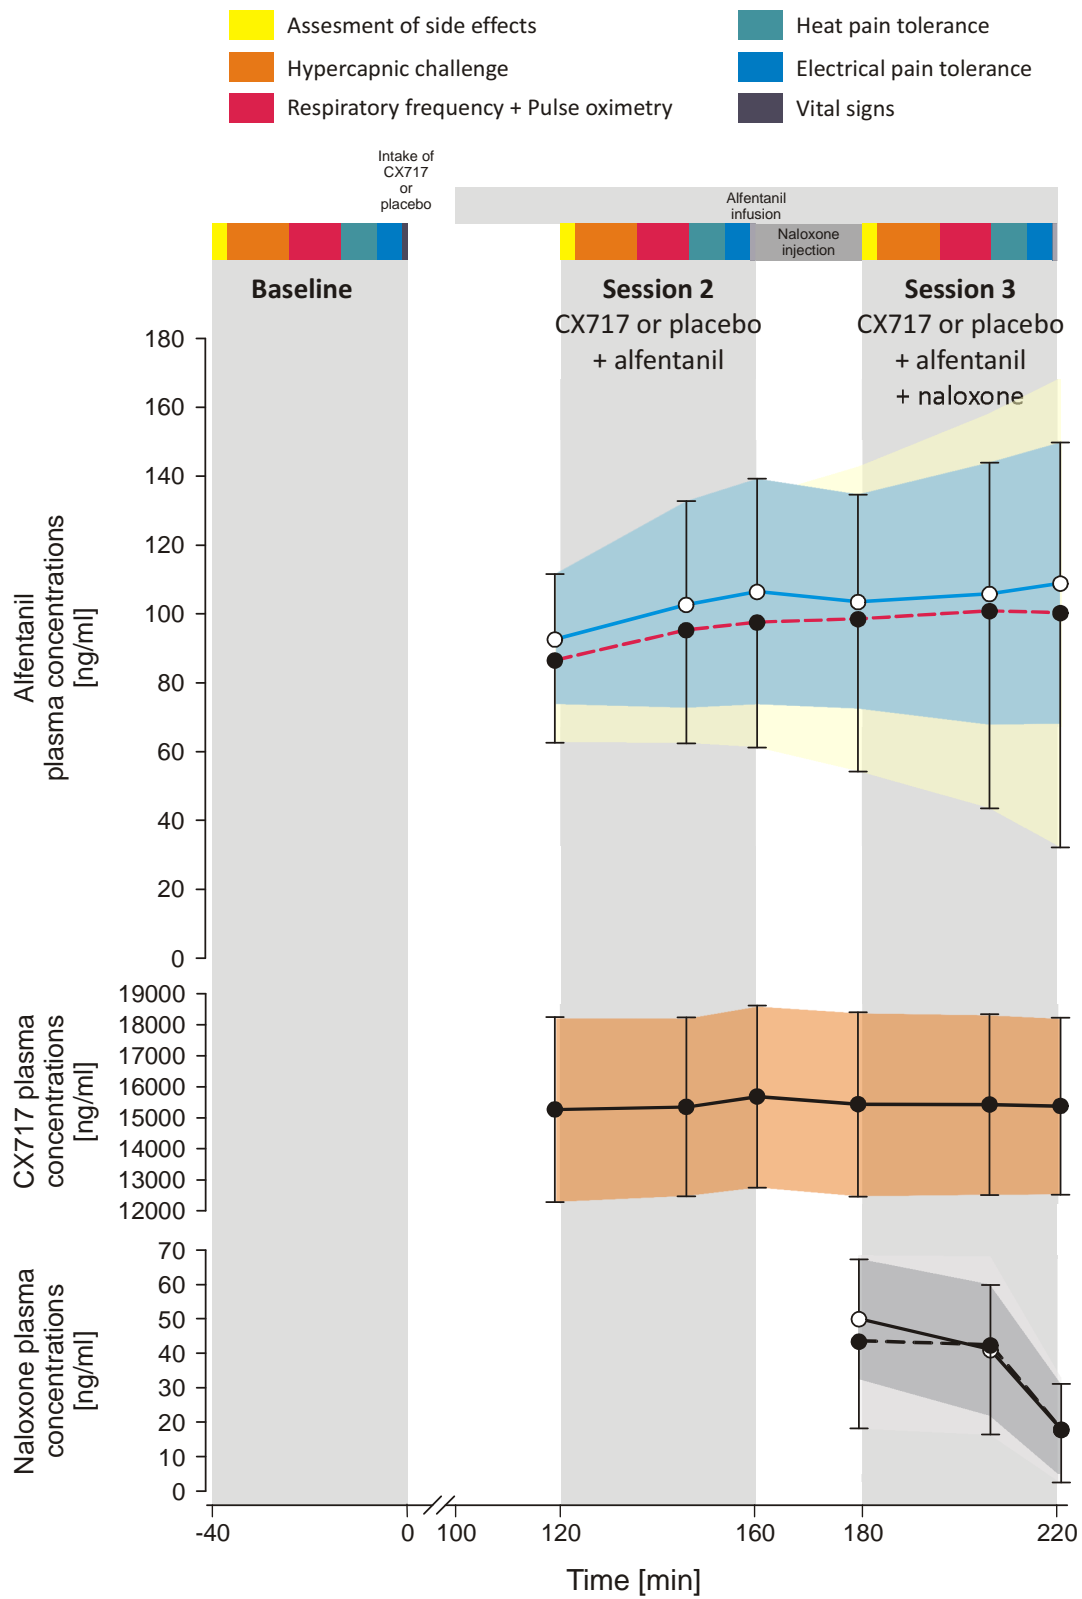 Assesment of side effects
Hypercapnic challenge
Respiratory frequency + Pulse oximetry
Heat pain tolerance
Electrical pain tolerance
Vital signs
Intake of
CX717
or
placebo
Alfentanil
infusion
Naloxone
injection
Baseline
Session 2
CX717 or placebo
+ alfentanil
Session 3
CX717 or placebo
+ alfentanil
+ naloxone
Alfentanil
plasma concentrations
[ng/ml]
180
160
140
120
100
80
60
40
20
0
CX717 plasma
concentrations
[ng/ml]
19000
18000
17000
16000
15000
14000
13000
12000
Naloxone plasma
concentrations
[ng/ml]
70
60
50
40
30
20
10
0
-40
0
100
120
160
180
220
Time [min]